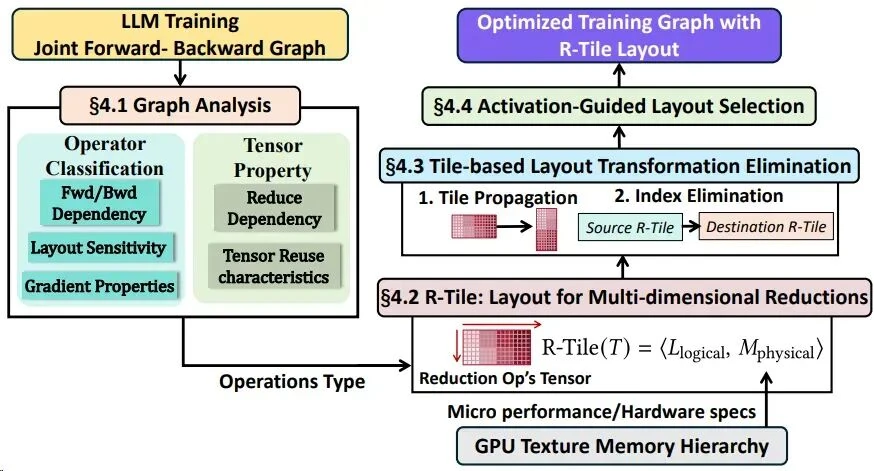 LLM Training
Joint Forward- Backward Graph
§4.1 Graph Analysis
Operator
Classification
Fwd/Bwd
Dependency
Layout Sensitivity
Gradient Properties
Tensor
Property
Reduce
Dependency
Tensor Reuse
characteristics
Operations Type
Optimized Training Graph with
R-Tile Layout
§4.4 Activation-Guided Layout Selection
§4.3 Tile-based Layout Transformation Elimination
1. Tile Propagation
2. Index Elimination
Source R-Tile
Destination R-Tile
§4.2 R-Tile: Layout for Multi-dimensional Reductions
R-Tile(T) = ⟨L_logical, M_physical⟩
Reduction Op's Tensor
Micro performance/Hardware specs
GPU Texture Memory Hierarchy